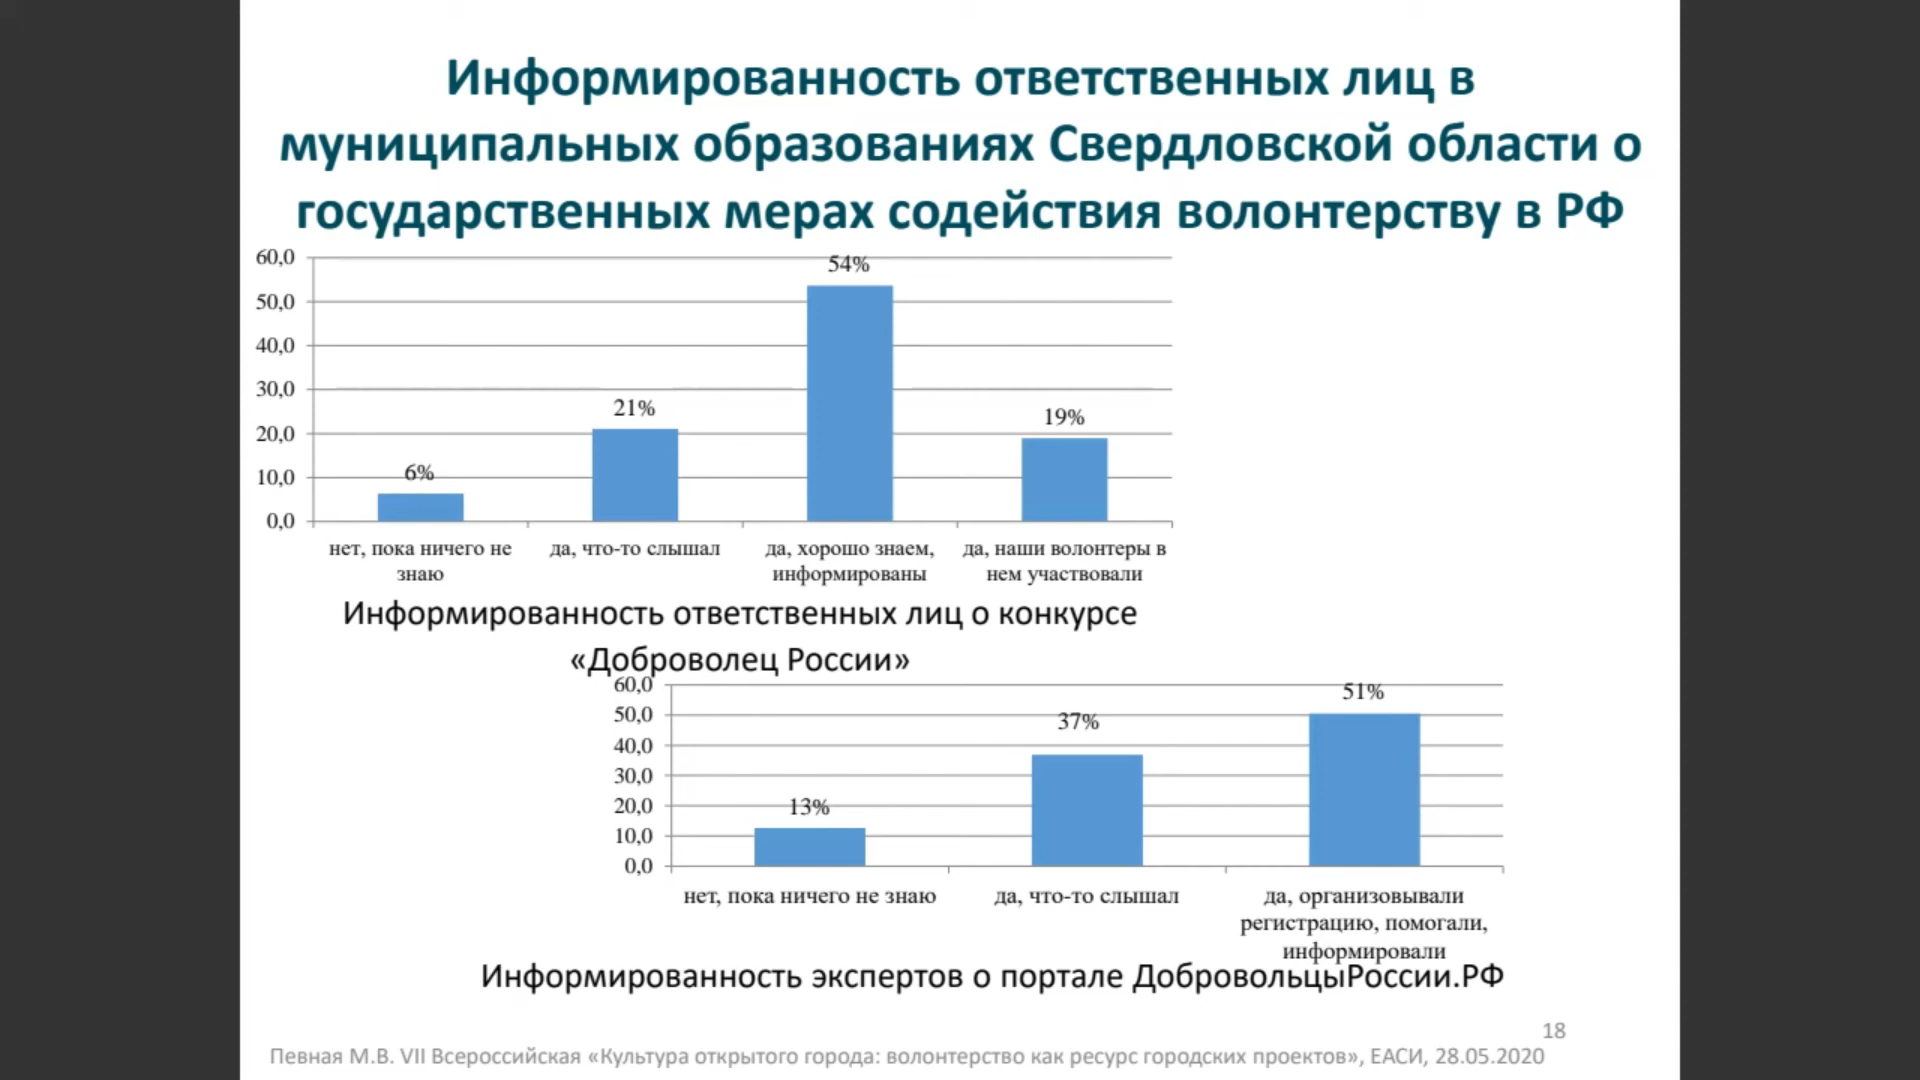 Информированность ответственных лиц в
муниципальных образованиях Свердловской области о
государственных мерах содействия волонтерству в РФ
60,0
50,0
40,0
30,0
20,0
10,0
0,0
6%
21%
54%
19%
нет, пока ничего не
знаю
да, что-то слышал
да, хорошо знаем,
информированы
да, наши волонтеры в
нем участвовали
Информированность ответственных лиц о конкурсе
«Доброволец России»
60,0
50,0
40,0
30,0
20,0
10,0
0,0
13%
37%
51%
нет, пока ничего не знаю
да, что-то слышал
да, организовывали
регистрацию, помогали,
информировали
Информированность экспертов о портале ДобровольцыРоссии.РФ
18
Певная М.В. VII Всероссийская «Культура открытого города: волонтерство как ресурс городских проектов», ЕАСИ, 28.05.2020